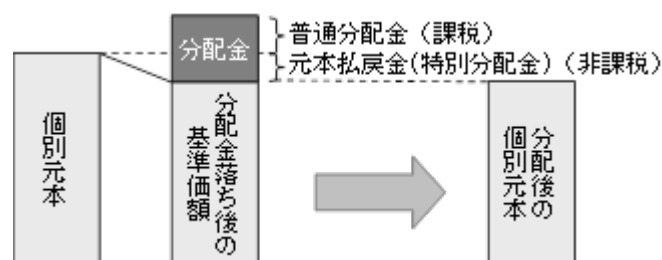 分配金
普通分配金（課税）
元本払戻金(特別分配金)（非課税）
個別元本
分配金落ち後の
基準価額
分配後の
個別元本